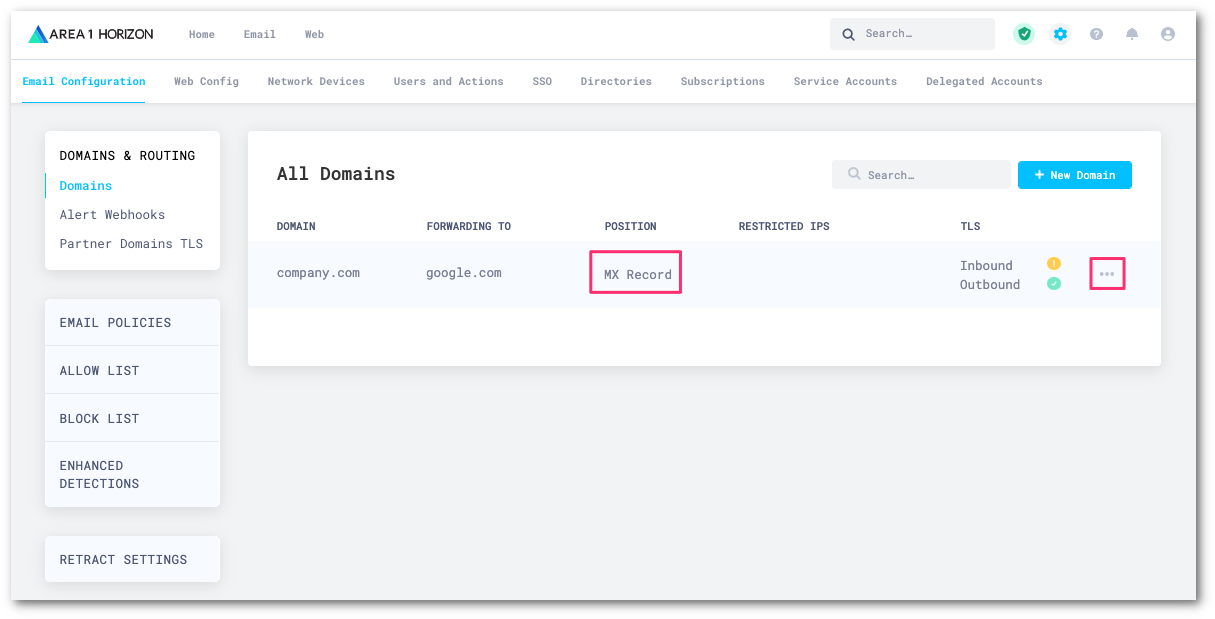 AREA 1 HORIZON Home Email Web Search…
Email Configuration Web Config Network Devices Users and Actions SSO Directories Subscriptions Service Accounts Delegated Accounts
DOMAINS & ROUTING
Domains
Alert Webhooks
Partner Domains TLS
EMAIL POLICIES
ALLOW LIST
BLOCK LIST
ENHANCED
DETECTIONS
RETRACT SETTINGS
All Domains Search… + New Domain
DOMAIN FORWARDING TO POSITION RESTRICTED IPS TLS
company.com google.com MX Record Inbound
Outbound